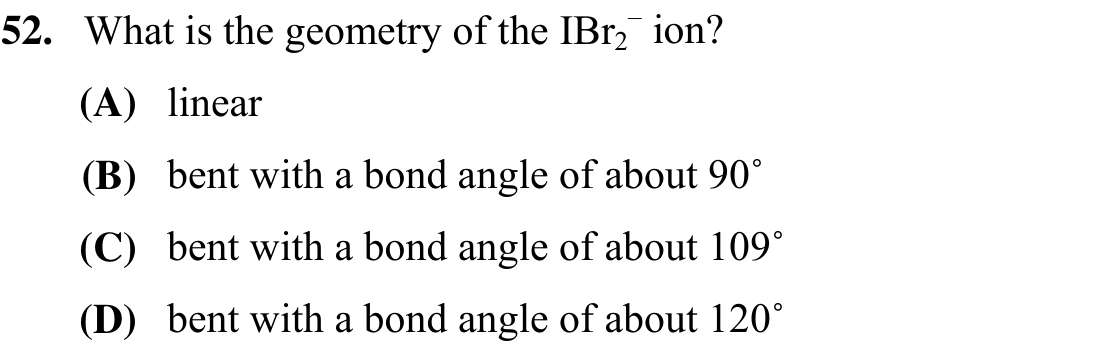 52. What is the geometry of the IBr₂⁻ ion?
(A) linear
(B) bent with a bond angle of about 90°
(C) bent with a bond angle of about 109°
(D) bent with a bond angle of about 120°